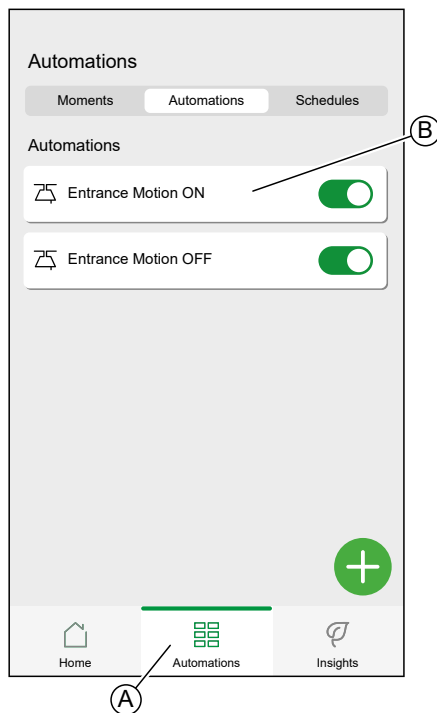 Automations
Moments Automations Schedules
B
Automations
Entrance Motion ON
Entrance Motion OFF
Home Automations Insights
A